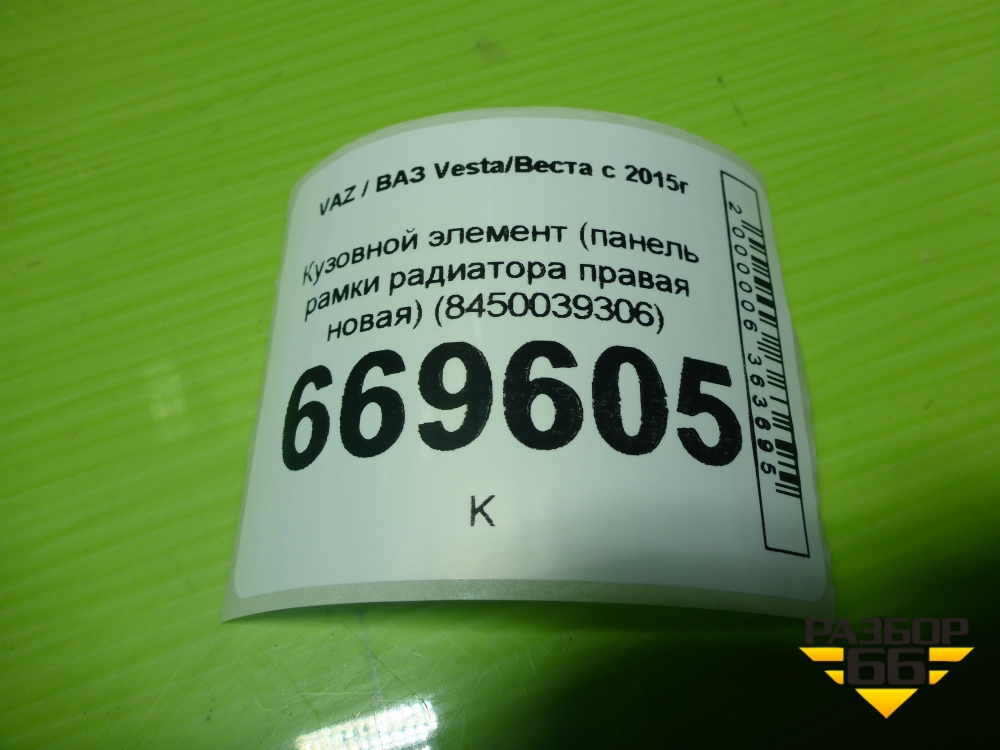 VAZ / ВАЗ Vesta/Веста с 2015г
Кузовной элемент (панель
рамки радиатора правая
новая) (8450039306)
669605
К
2000006363695
РАЗБОР
66